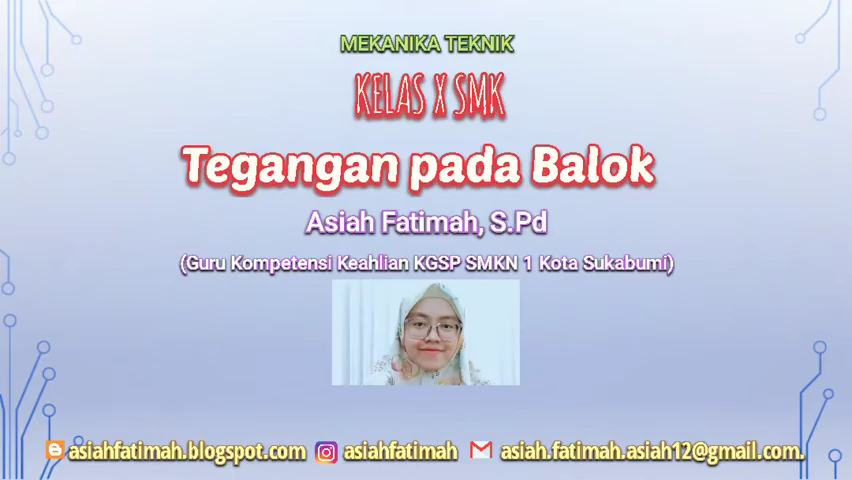 MEKANIKA TEKNIK
KELAS X SMK
Tegangan pada Balok
Asiah Fatimah, S.Pd
(Guru Kompetensi Keahlian KGSP SMKN 1 Kota Sukabumi)
asiahfatimah.blogspot.com asiahfatimah asiah.fatimah.asiah12@gmail.com.